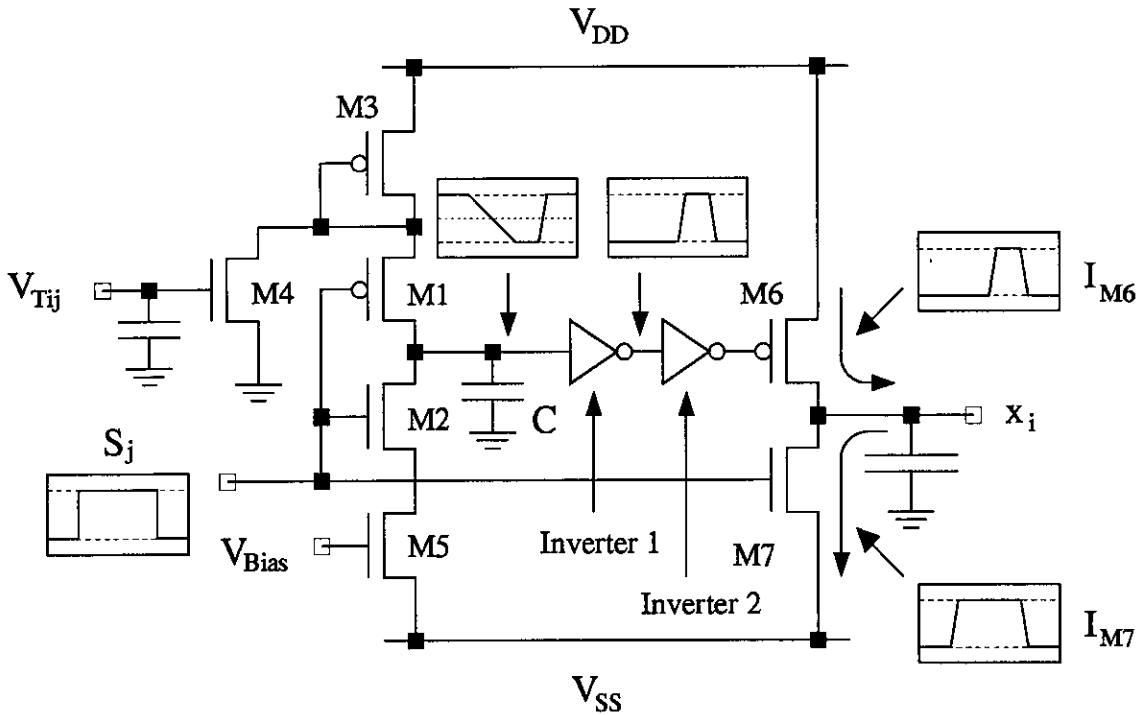 V_DD
M3
V_Tij
M4
M1
M6
I_M6
M2
C
x_i
S_j
V_Bias
M5
Inverter 1
M7
Inverter 2
I_M7
V_SS